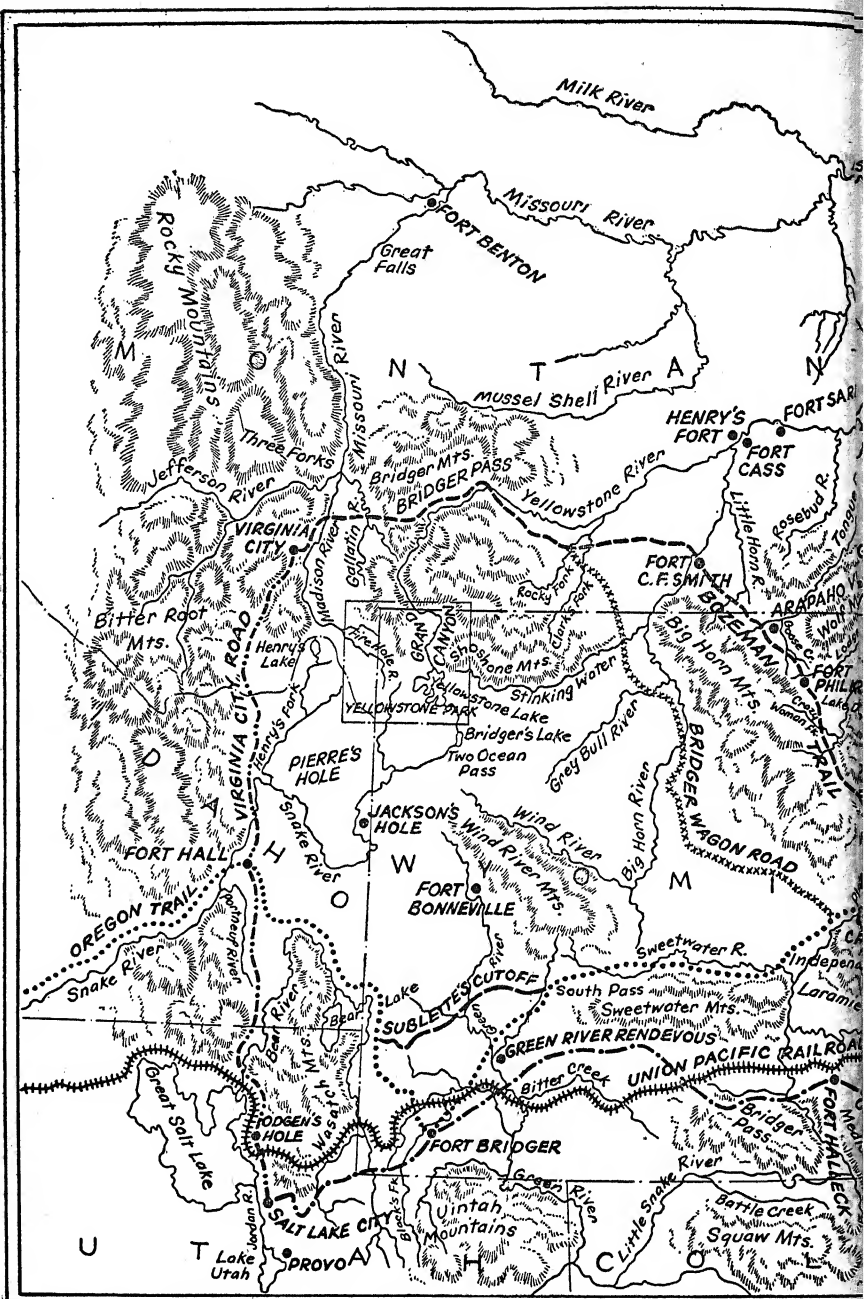 Milk River
Missouri River
FORT BENTON
Great
Falls
Rocky Mountains
M O N T A N
Missouri River
Mussel Shell River
HENRY'S
FORT
FORT
CASS
Three Forks
Jefferson River
Bridger Mts.
BRIDGER PASS
Yellowstone River
Little Horn R.
Rosebud R.
VIRGINIA
CITY
Madison River
Gallatin R.
FORT
C.F. SMITH
Rocky Fork
Clark's Fork
BOZEMAN
TRAIL
Bitter Root
Mts.
VIRGINIA CITY ROAD
Henry's
Lake
Fire Hole R.
GRAND
CANYON
Shoshone Mts.
Stinking Water
Big Horn Mts.
Goose Cr.
Yellowstone Lake
YELLOWSTONE PARK
Henry's Fork
Bridger's Lake
Two Ocean
Pass
Grey Bull River
BRIDGER WAGON ROAD
PIERRE'S
HOLE
D A H O
Snake River
JACKSON'S
HOLE
Wind River
Wind River Mts.
Big Horn River
FORT HALL
W Y O M I
FORT
BONNEVILLE
OREGON TRAIL
Portneuf River
Snake River
Sweetwater R.
Bear River
Bear Lake
SUBLETTE'S CUTOFF
Green River
South Pass
Sweetwater Mts.
GREEN RIVER RENDEVOUS
UNION PACIFIC RAILROAD
Bitter Creek
Wasatch Mts.
Great Salt Lake
ODGEN'S
HOLE
FORT BRIDGER
Bridger
Pass
FORT HALLECK
Black's Fk.
Green River
Uintah
Mountains
Little Snake River
Battle Creek
Squaw Mts.
SALT LAKE CITY
Jordan R.
Lake
Utah
PROVO
U T A H
C O L